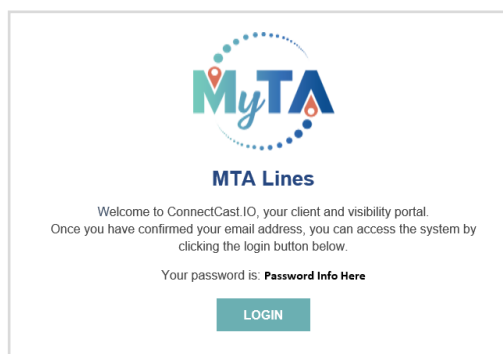 MyTA
MTA Lines
Welcome to ConnectCast.IO, your client and visibility portal.
Once you have confirmed your email address, you can access the system by
clicking the login button below.
Your password is: Password Info Here
LOGIN